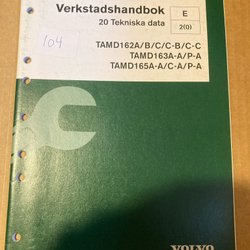 Verkstadshandbok
20 Tekniska data
E
2(0)
104
TAMD162A/B/C/C-B/C-C
TAMD163A-A/P-A
TAMD165A-A/C-A/P-A
VOLVO